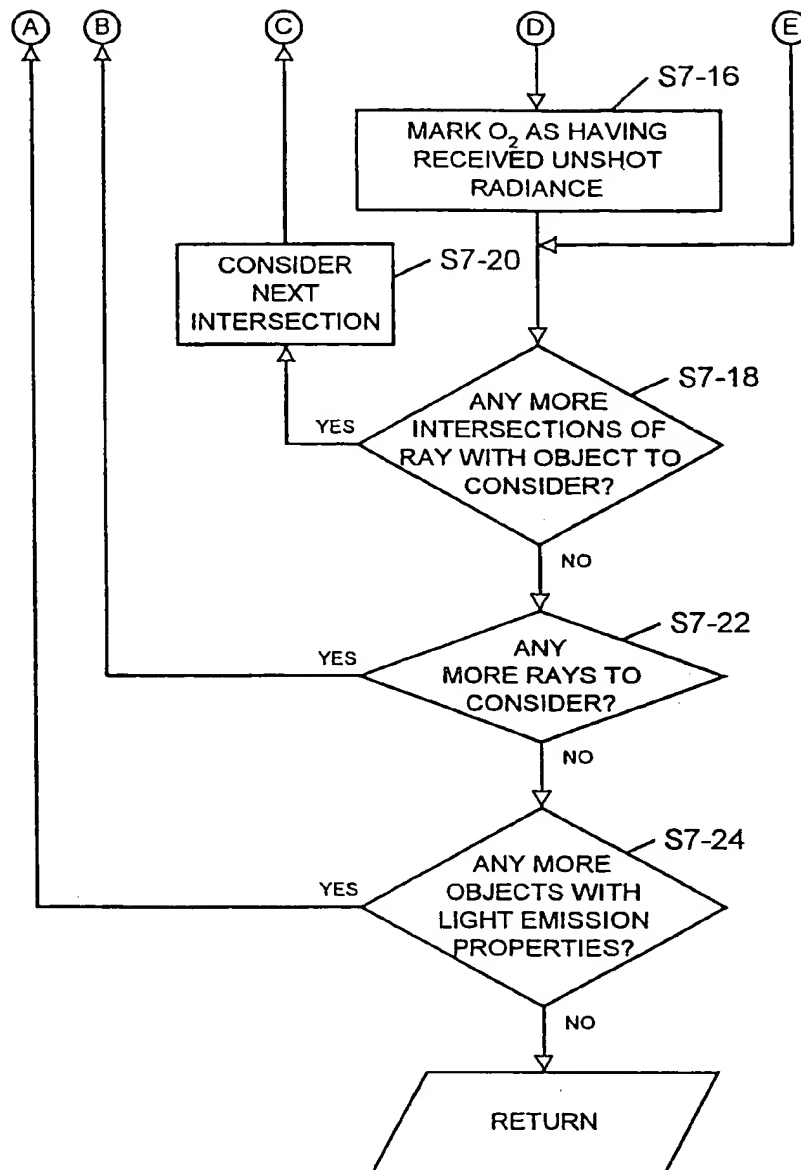 A
B
C
D
E
S7-16
MARK O₂ AS HAVING
RECEIVED UNSHOT
RADIANCE
CONSIDER
NEXT
INTERSECTION
S7-20
S7-18
YES
ANY MORE
INTERSECTIONS OF
RAY WITH OBJECT TO
CONSIDER?
NO
S7-22
YES
ANY
MORE RAYS TO
CONSIDER?
NO
S7-24
YES
ANY MORE
OBJECTS WITH
LIGHT EMISSION
PROPERTIES?
NO
RETURN